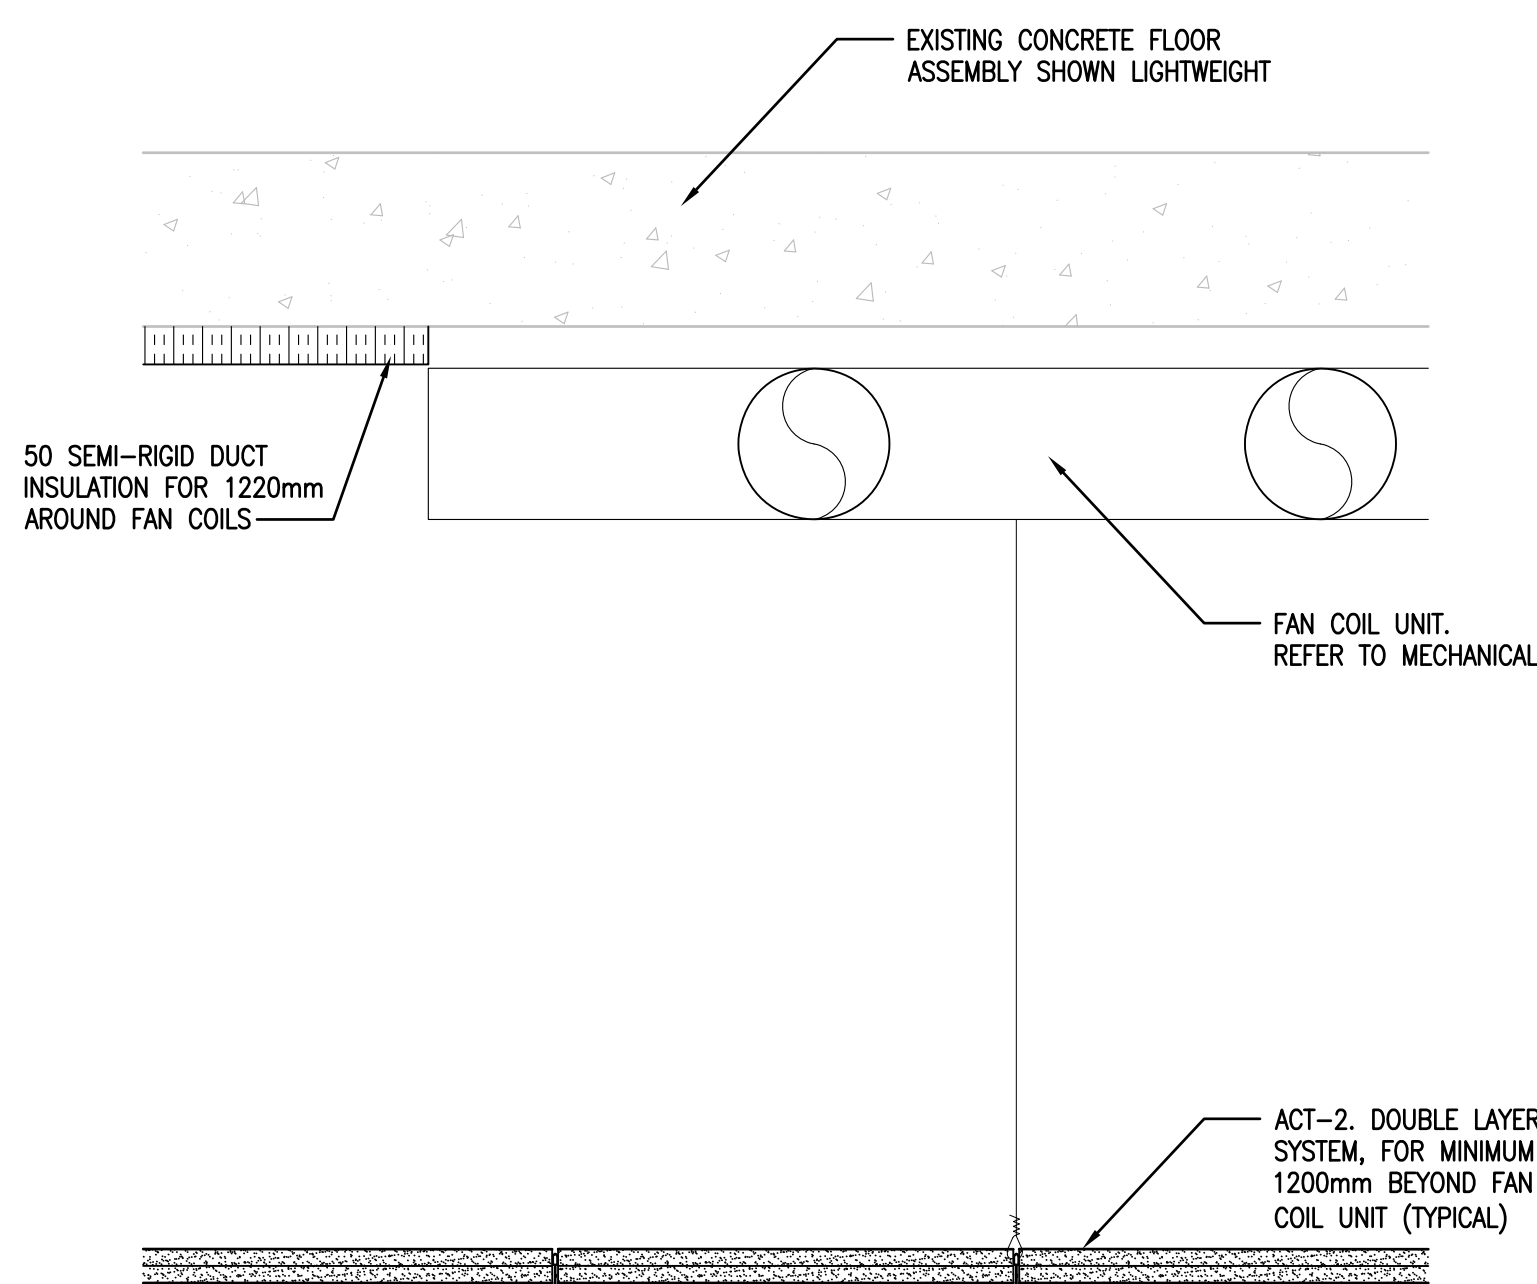 EXISTING CONCRETE FLOOR
ASSEMBLY SHOWN LIGHTWEIGHT
50 SEMI-RIGID DUCT
INSULATION FOR 1220mm
AROUND FAN COILS
FAN COIL UNIT.
REFER TO MECHANICAL
ACT-2. DOUBLE LAYER
SYSTEM, FOR MINIMUM
1200mm BEYOND FAN
COIL UNIT (TYPICAL)